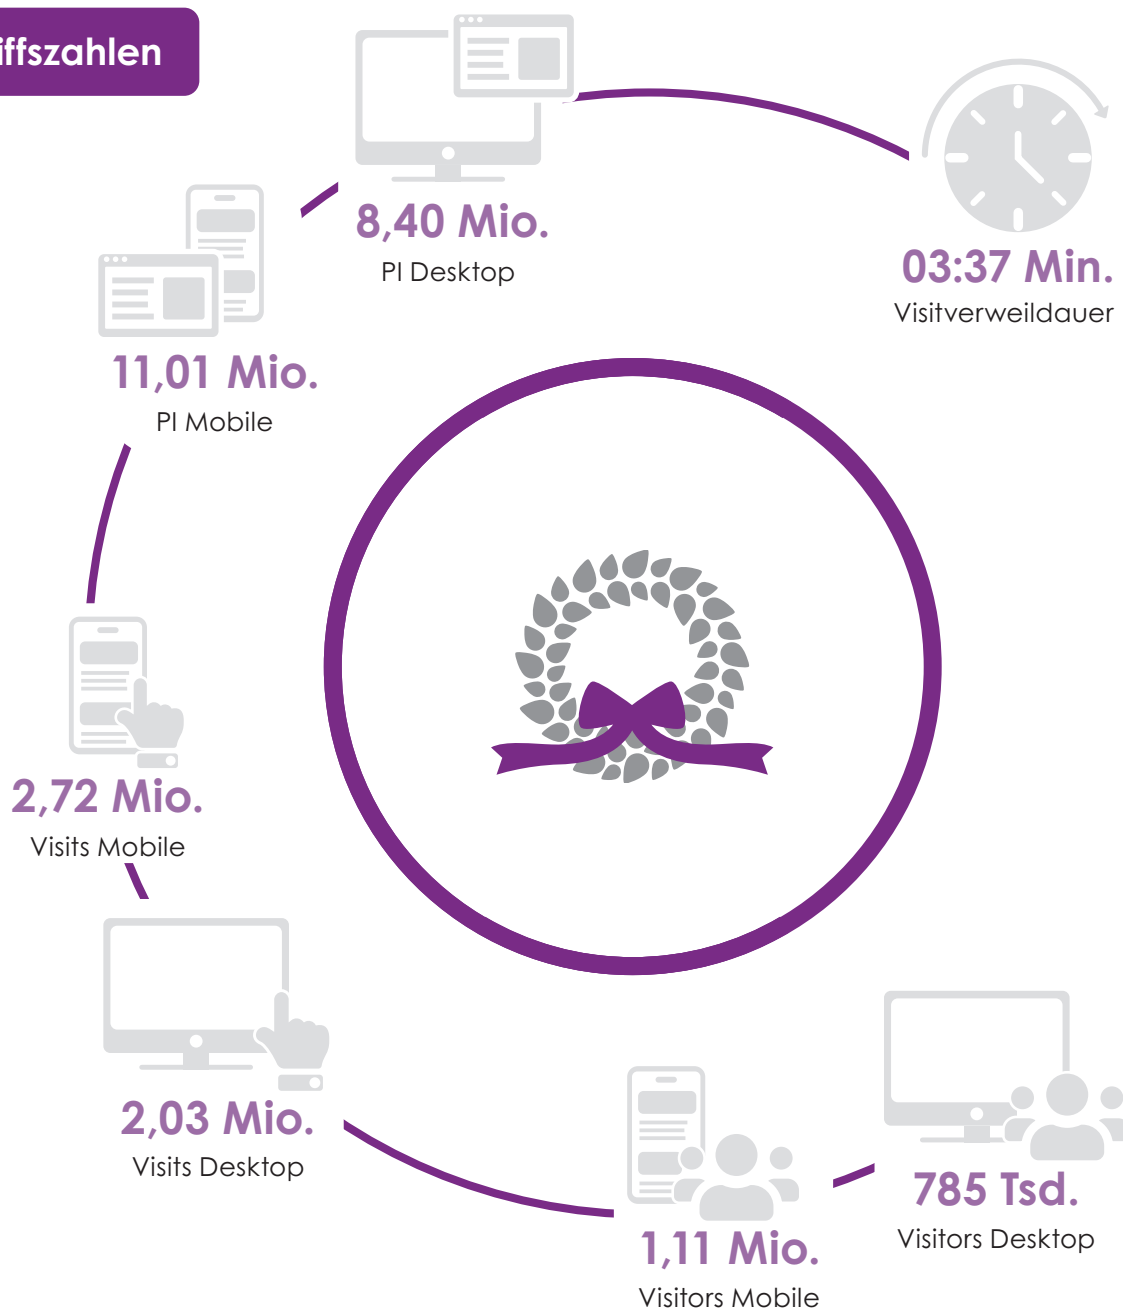 iffszahlen
8,40 Mio.
PI Desktop
03:37 Min.
Visitverweildauer
11,01 Mio.
PI Mobile
2,72 Mio.
Visits Mobile
2,03 Mio.
Visits Desktop
785 Tsd.
Visitors Desktop
1,11 Mio.
Visitors Mobile